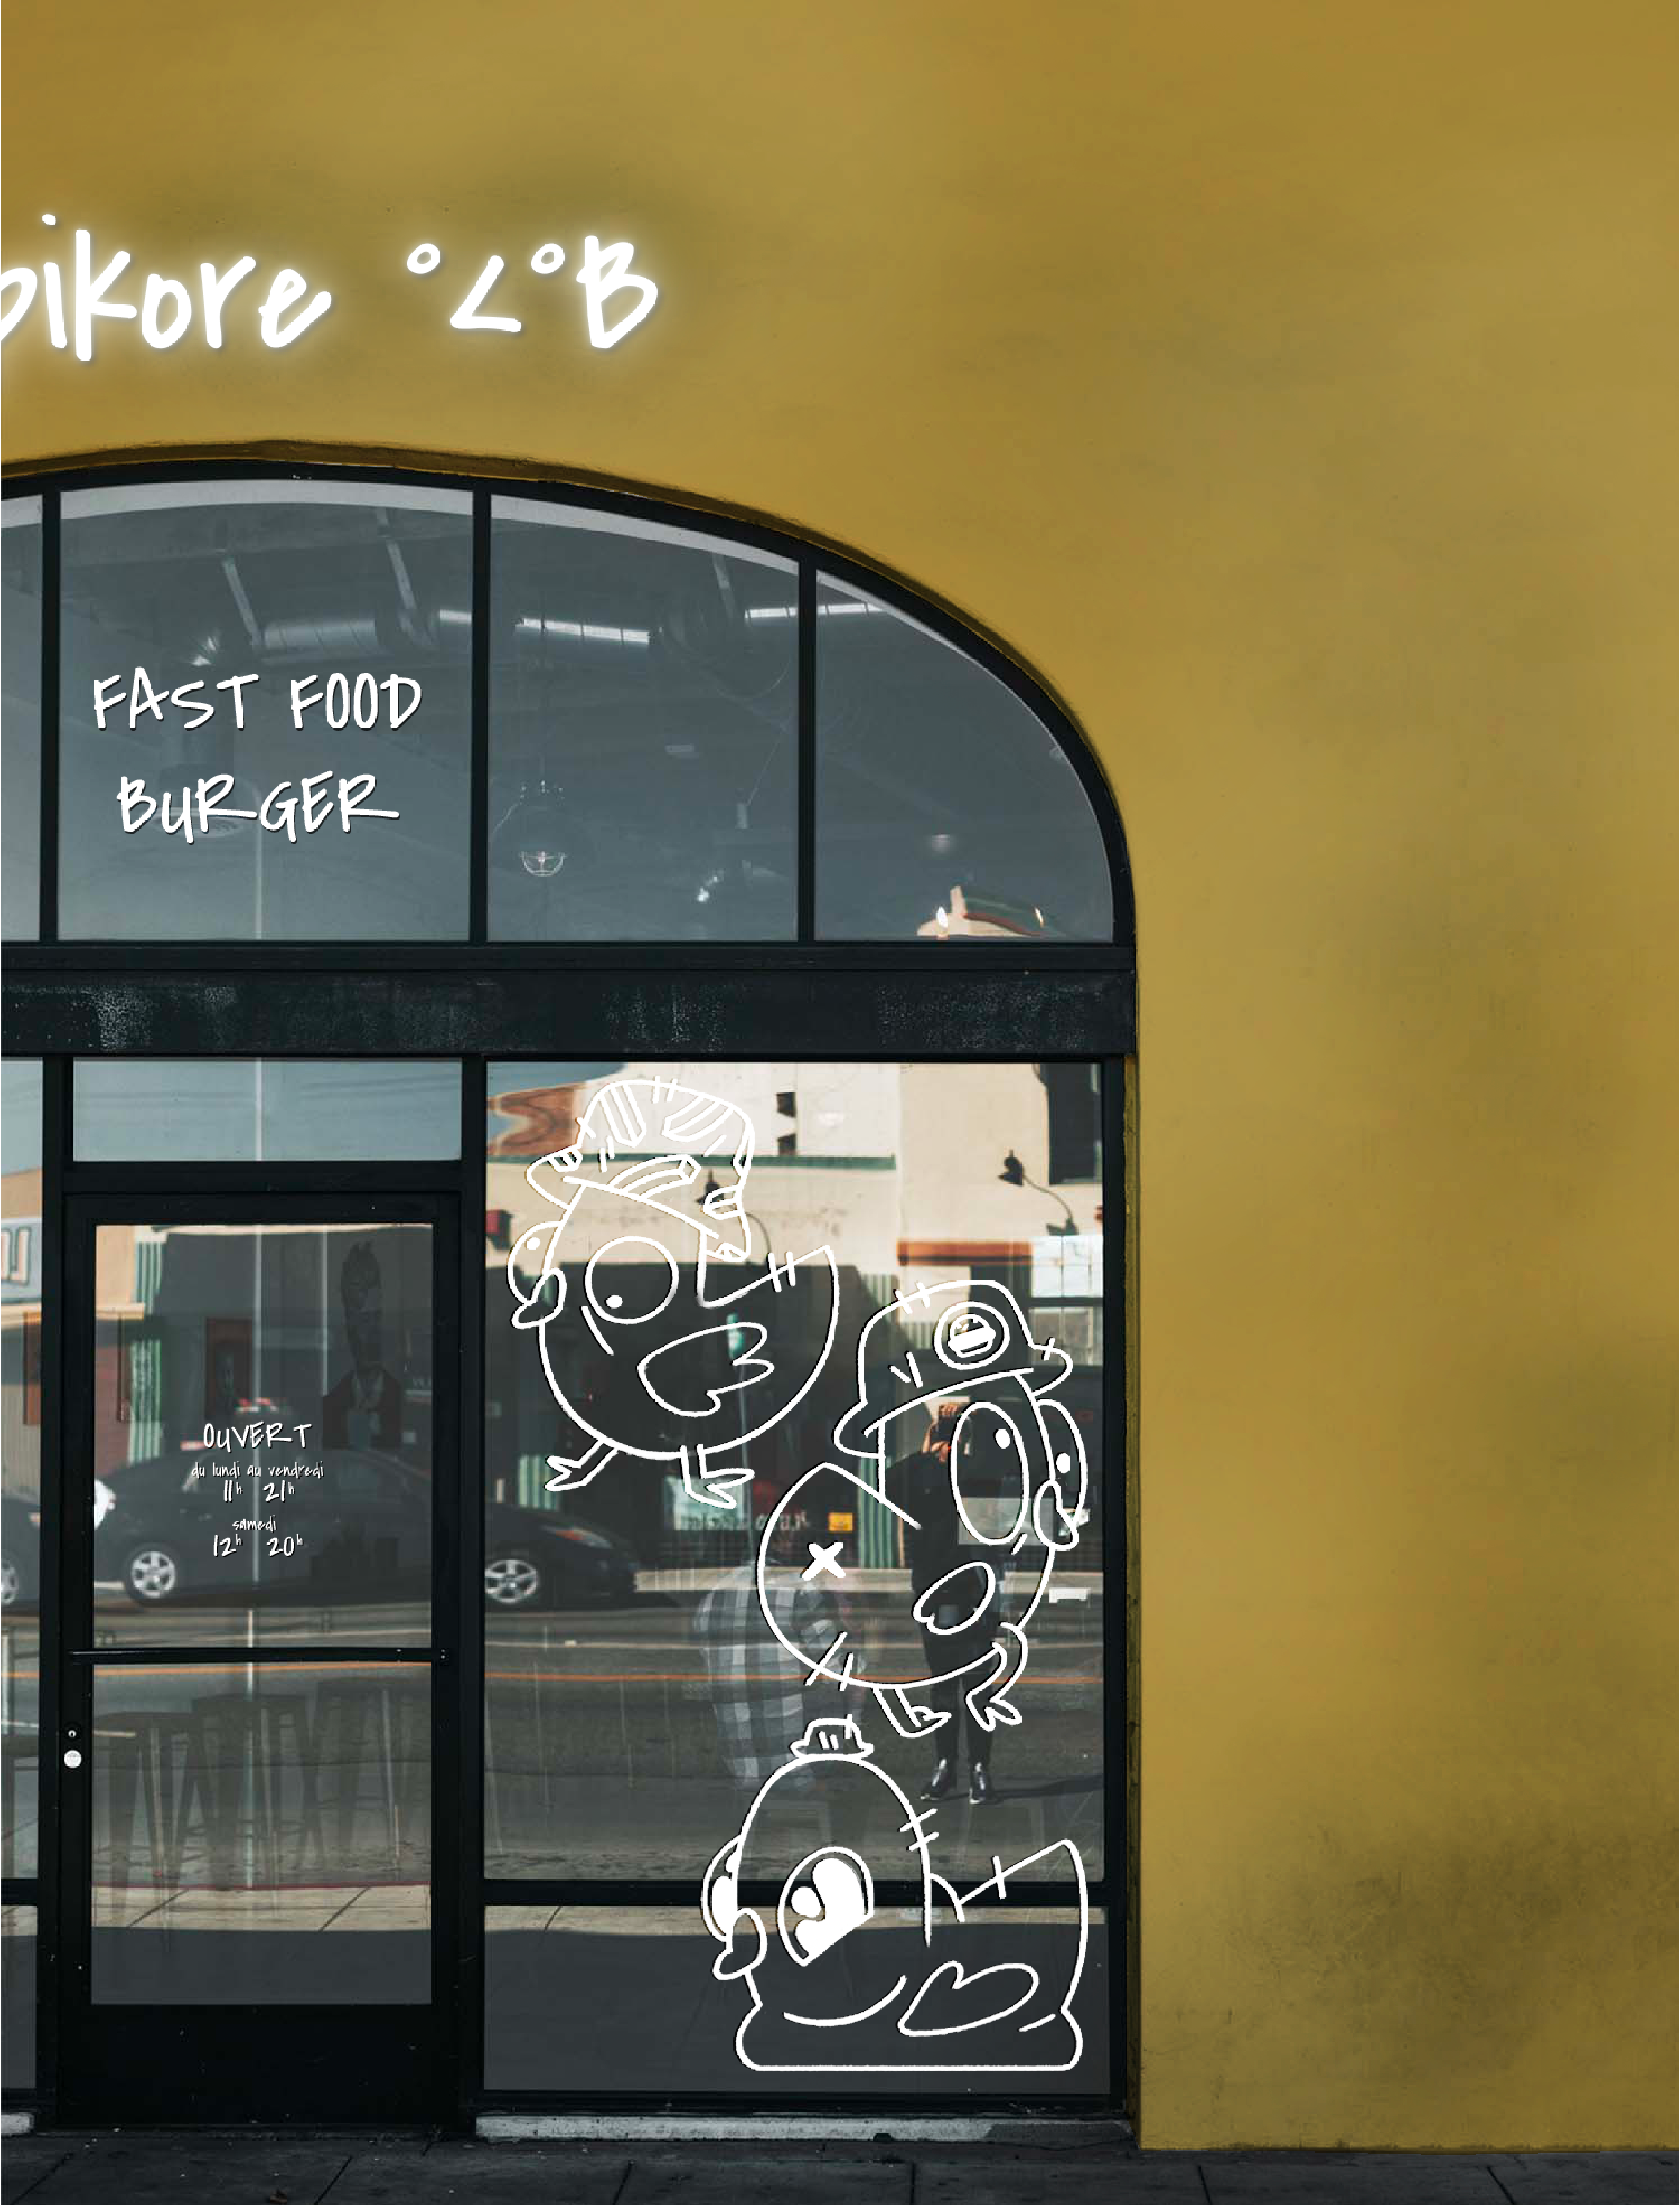 pikore °<°B
FAST FOOD
BURGER
OUVERT
du lundi au vendredi
11h 21h
samedi
12h 20h